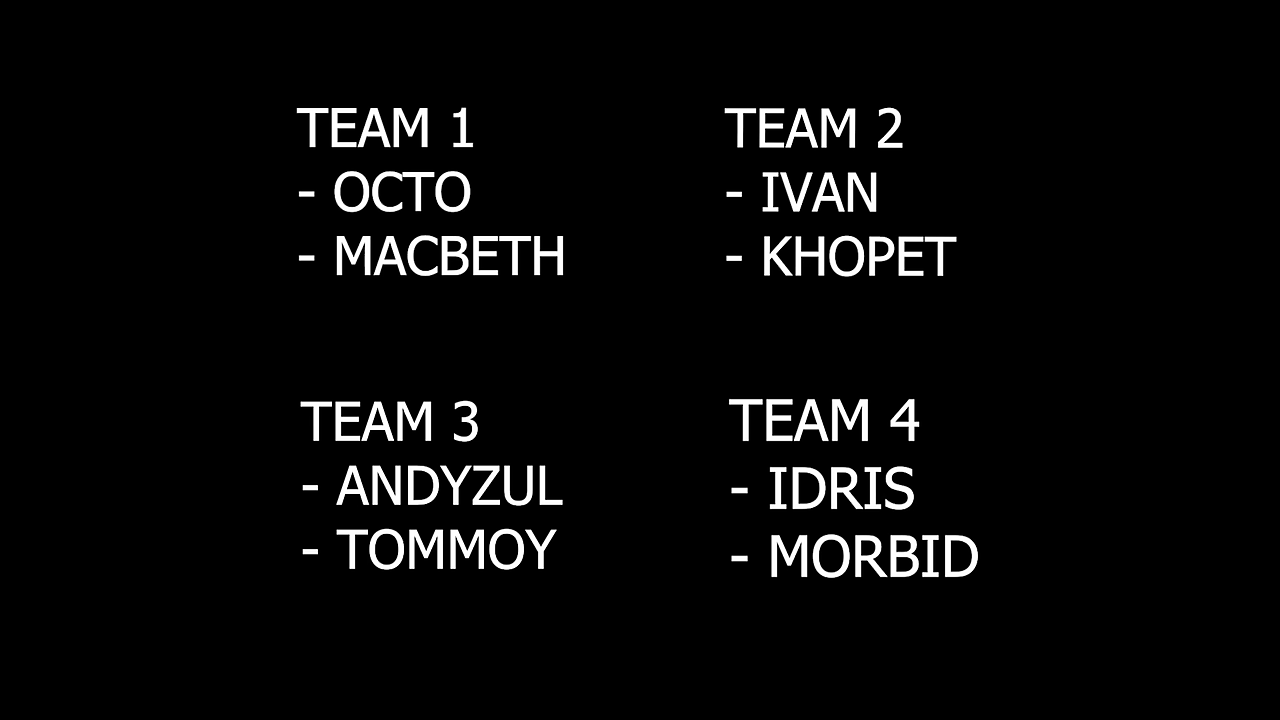 TEAM 1
- OCTO
- MACBETH
TEAM 2
- IVAN
- KHOPET
TEAM 3
- ANDYZUL
- TOMMOY
TEAM 4
- IDRIS
- MORBID